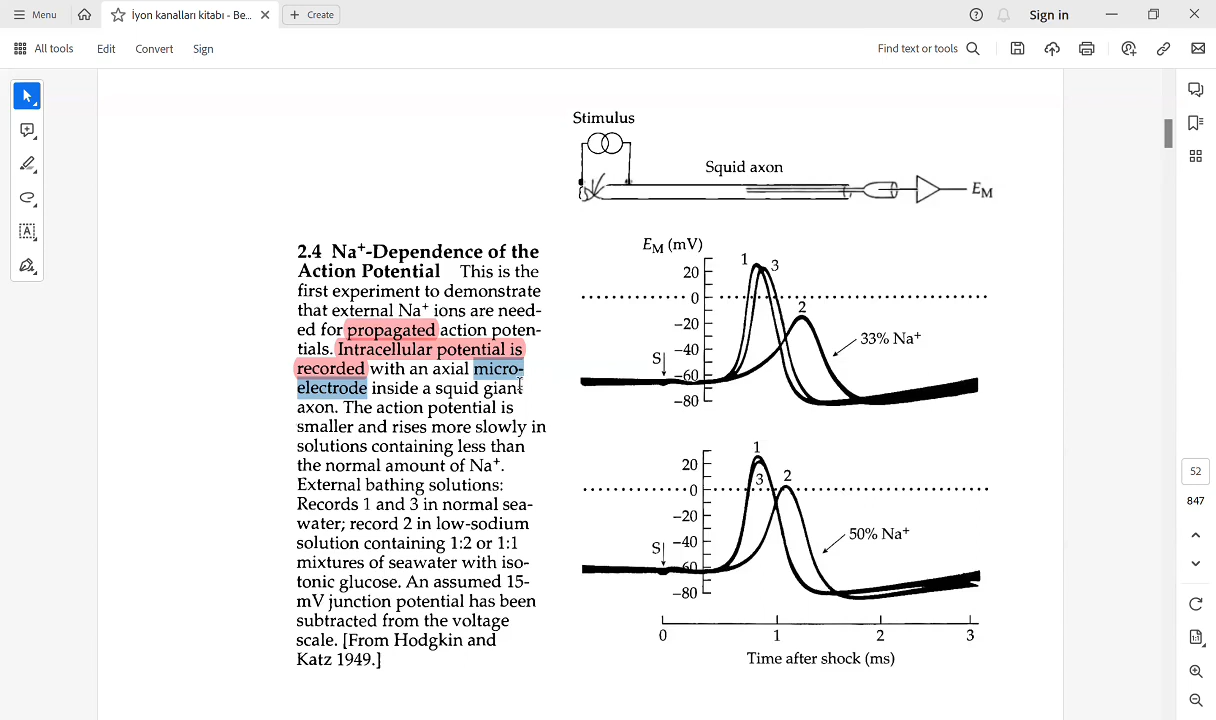 Menu
İyon kanalları kitabı - Be...
Create
Sign in
All tools
Edit
Convert
Sign
Find text or tools
Stimulus
Squid axon
EM
2.4 Na+-Dependence of the
Action Potential This is the
first experiment to demonstrate
that external Na+ ions are need-
ed for propagated action poten-
tials. Intracellular potential is
recorded with an axial micro-
electrode inside a squid giant
axon. The action potential is
smaller and rises more slowly in
solutions containing less than
the normal amount of Na+.
External bathing solutions:
Records 1 and 3 in normal sea-
water; record 2 in low-sodium
solution containing 1:2 or 1:1
mixtures of seawater with iso-
tonic glucose. An assumed 15-
mV junction potential has been
subtracted from the voltage
scale. [From Hodgkin and
Katz 1949.]
EM (mV)
1
3
20
0
2
−20
33% Na+
−40
S
−60
−80
1
20
3
2
0
−20
50% Na+
−40
S
−60
−80
0
1
2
3
Time after shock (ms)
52
847
1:1